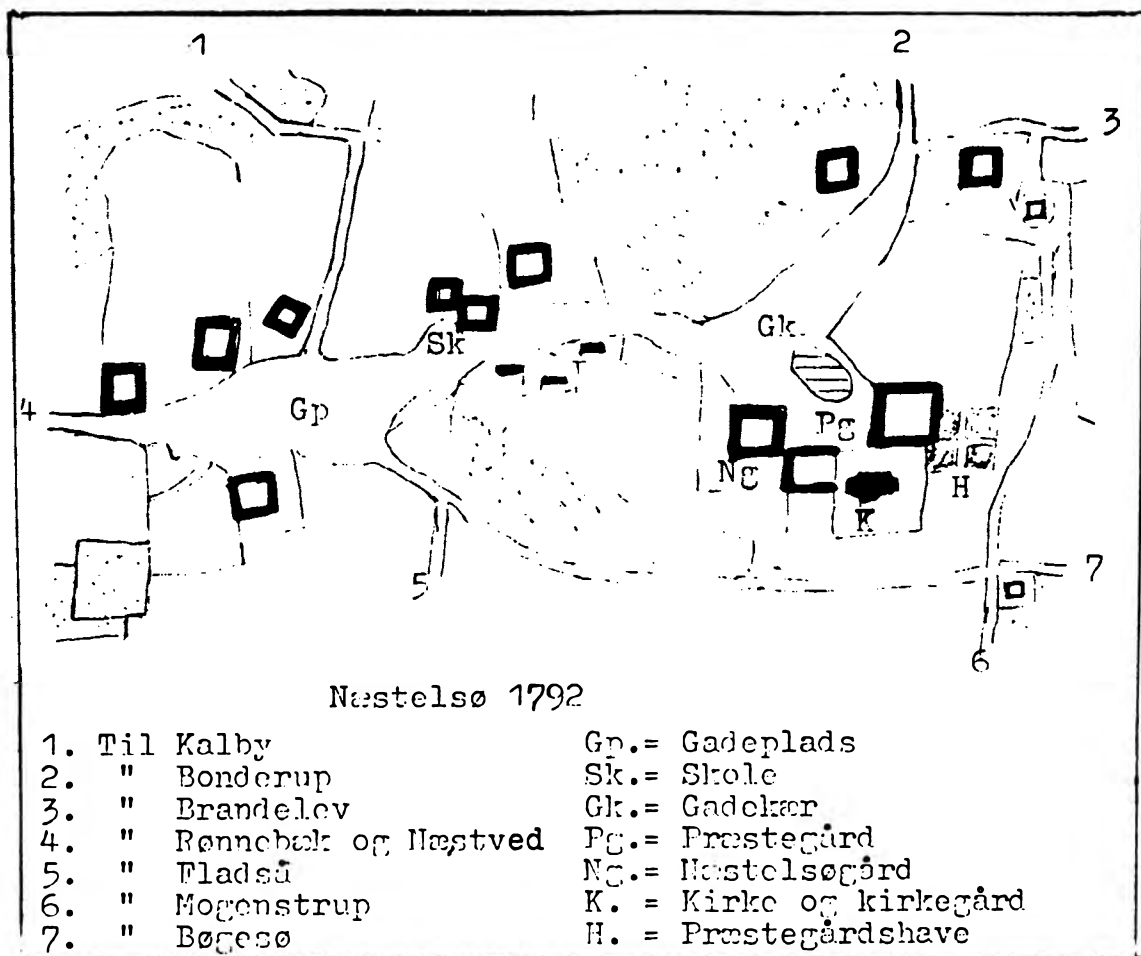 1
2
3
Gk.
Sk
4
Gp
Pg
Ng
H
K
5
7
6
Næstelsø 1792
1. Til Kalby
2. " Bonderup
3. " Brandelev
4. " Rønnebæk og Næstved
5. " Fladså
6. " Mogenstrup
7. " Bøgesø
Gp.= Gadeplads
Sk.= Skole
Gk.= Gadekær
Pg.= Præstegård
Ng.= Næstelsøgård
K. = Kirke og kirkegård
H. = Præstegårdshave